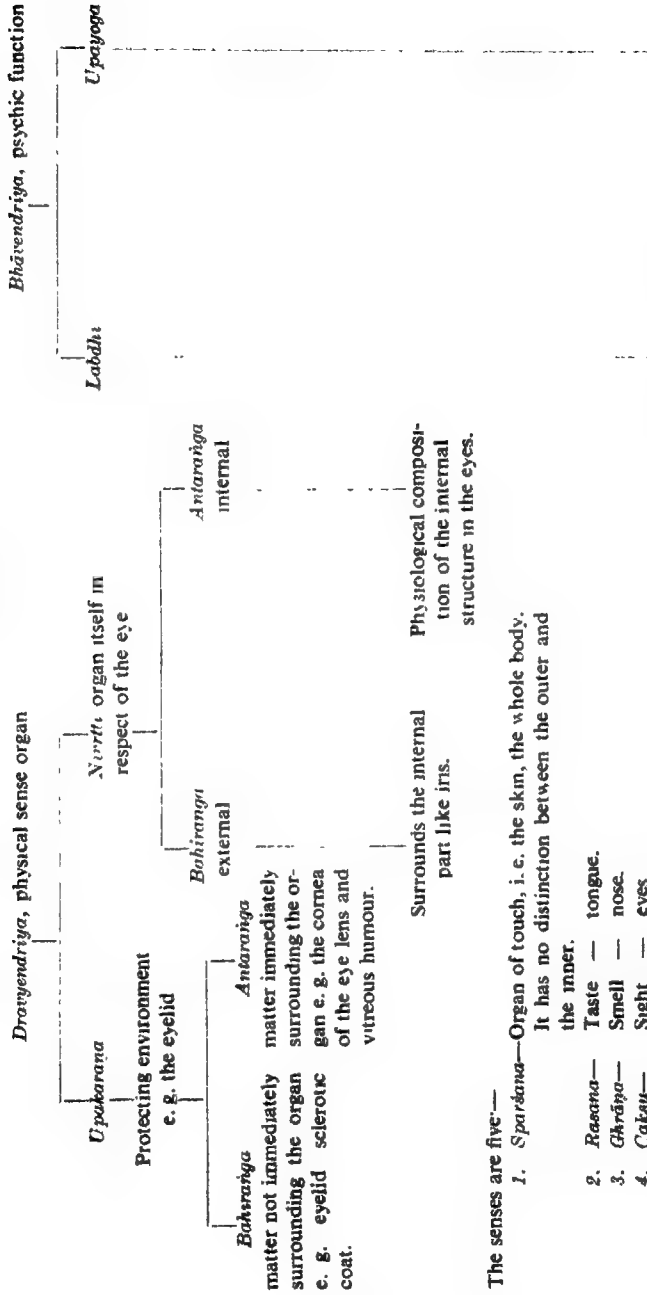 Dravyendriya, physical sense organ
Bhāvendriya, psychic function
Upakaraṇa
Protecting environment
e. g. the eyelid
Nirvṛtti organ itself in
respect of the eye
Labdhi
Upayoga
Bahiraṅga
matter not immediately
surrounding the organ
e. g. eyelid sclerotic
coat.
Antaraṅga
matter immediately
surrounding the or-
gan e. g. the cornea
of the eye lens and
vitreous humour.
Bahiranga
external
Antaraṅga
internal
Surrounds the internal
part like iris.
Physiological composi-
tion of the internal
structure in the eyes.
The senses are five:—
1. Sparśana—Organ of touch, i. e. the skin, the whole body.
It has no distinction between the outer and
the inner.
2. Rasana— Taste — tongue.
3. Ghrāṇa— Smell — nose.
4. Cakṣu— Sight — eyes